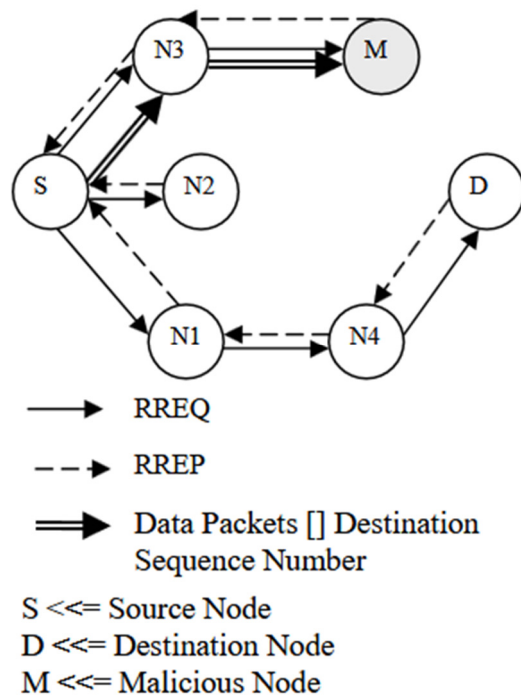 N3
M
S
N2
D
N1
N4
RREQ
RREP
Data Packets [] Destination
Sequence Number
S <<= Source Node
D <<= Destination Node
M <<= Malicious Node